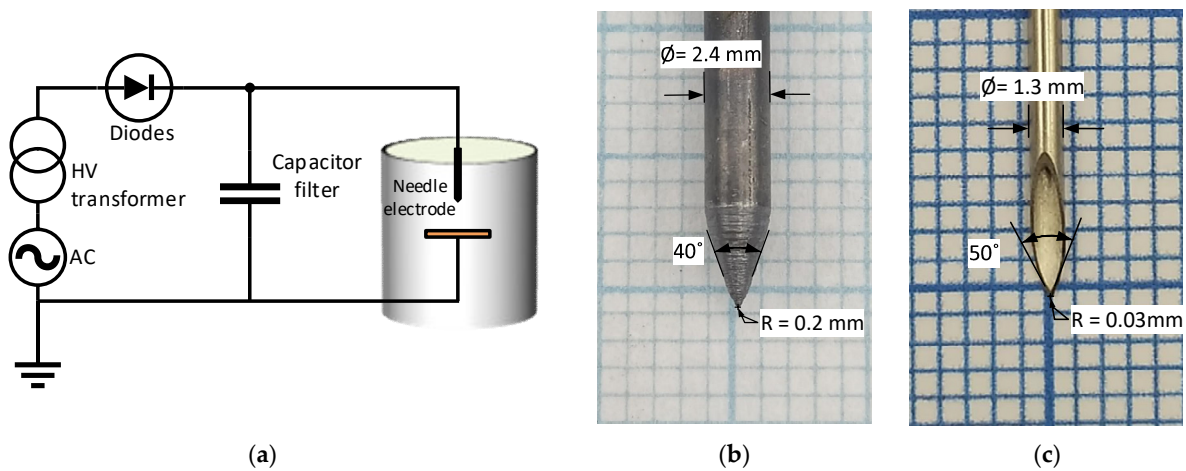 Diodes
HV
transformer
AC
Capacitor
filter
Needle
electrode
(a)
Ø= 2.4 mm
40˚
R = 0.2 mm
(b)
Ø= 1.3 mm
50˚
R = 0.03mm
(c)